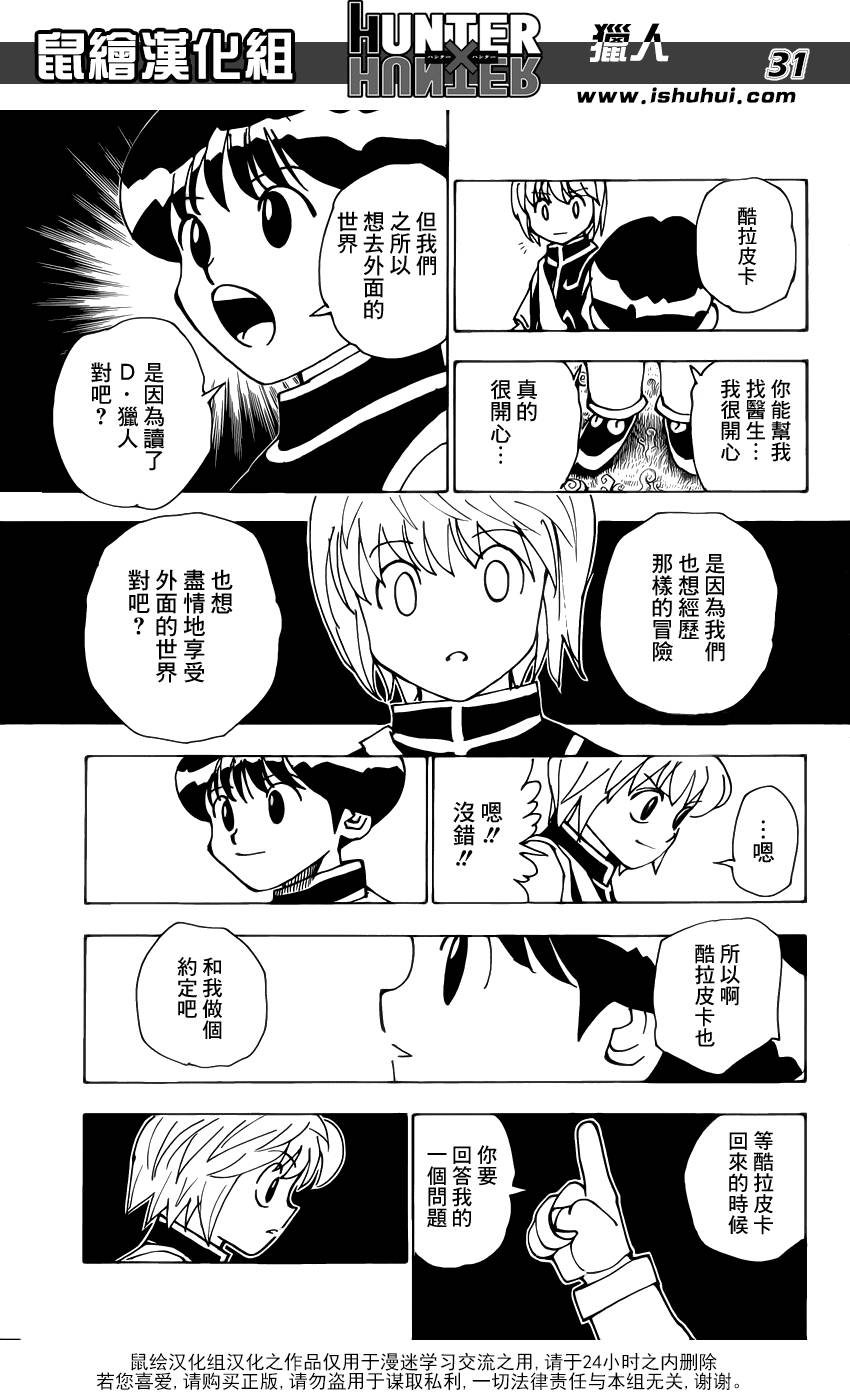 鼠繪漢化組
HUNTER×HUNTER
ハンター×ハンター
獵人
31
www.ishuhui.com
酷拉皮卡
你能幫我
找醫生…
我很開心
真的
很開心…
但我們
之所以
想去外面的
世界
是因為讀了
D・獵人
對吧？
是因為我們
也想經歷
那樣的冒險
也想
盡情地享受
外面的世界
對吧？
…嗯
嗯!!
沒錯!!
所以啊
酷拉皮卡也
和我做個
約定吧
等酷拉皮卡
回來的時候
你要
回答我的
一個問題
鼠绘汉化组汉化之作品仅用于漫迷学习交流之用,请于24小时之内删除
若您喜爱,请购买正版,请勿盗用于谋取私利,一切法律责任与本组无关,谢谢。